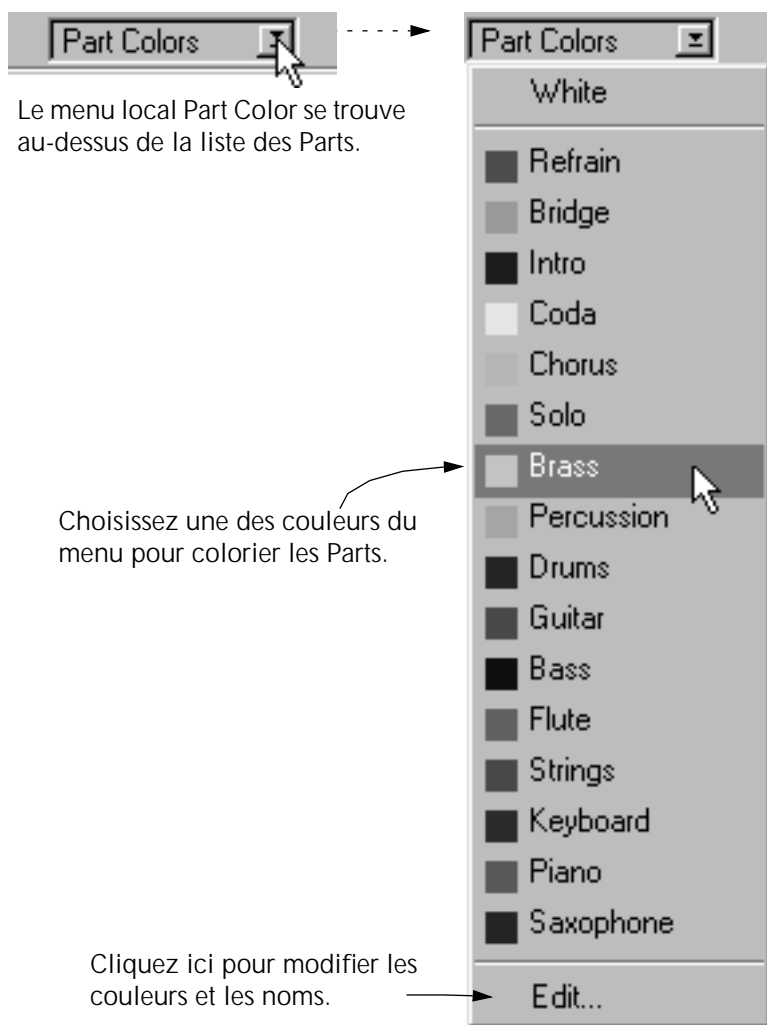 Part Colors
Part Colors
Le menu local Part Color se trouve
au-dessus de la liste des Parts.
White
Refrain
Bridge
Intro
Coda
Chorus
Solo
Brass
Choisissez une des couleurs du
menu pour colorier les Parts.
Percussion
Drums
Guitar
Bass
Flute
Strings
Keyboard
Piano
Saxophone
Cliquez ici pour modifier les
couleurs et les noms.
Edit...